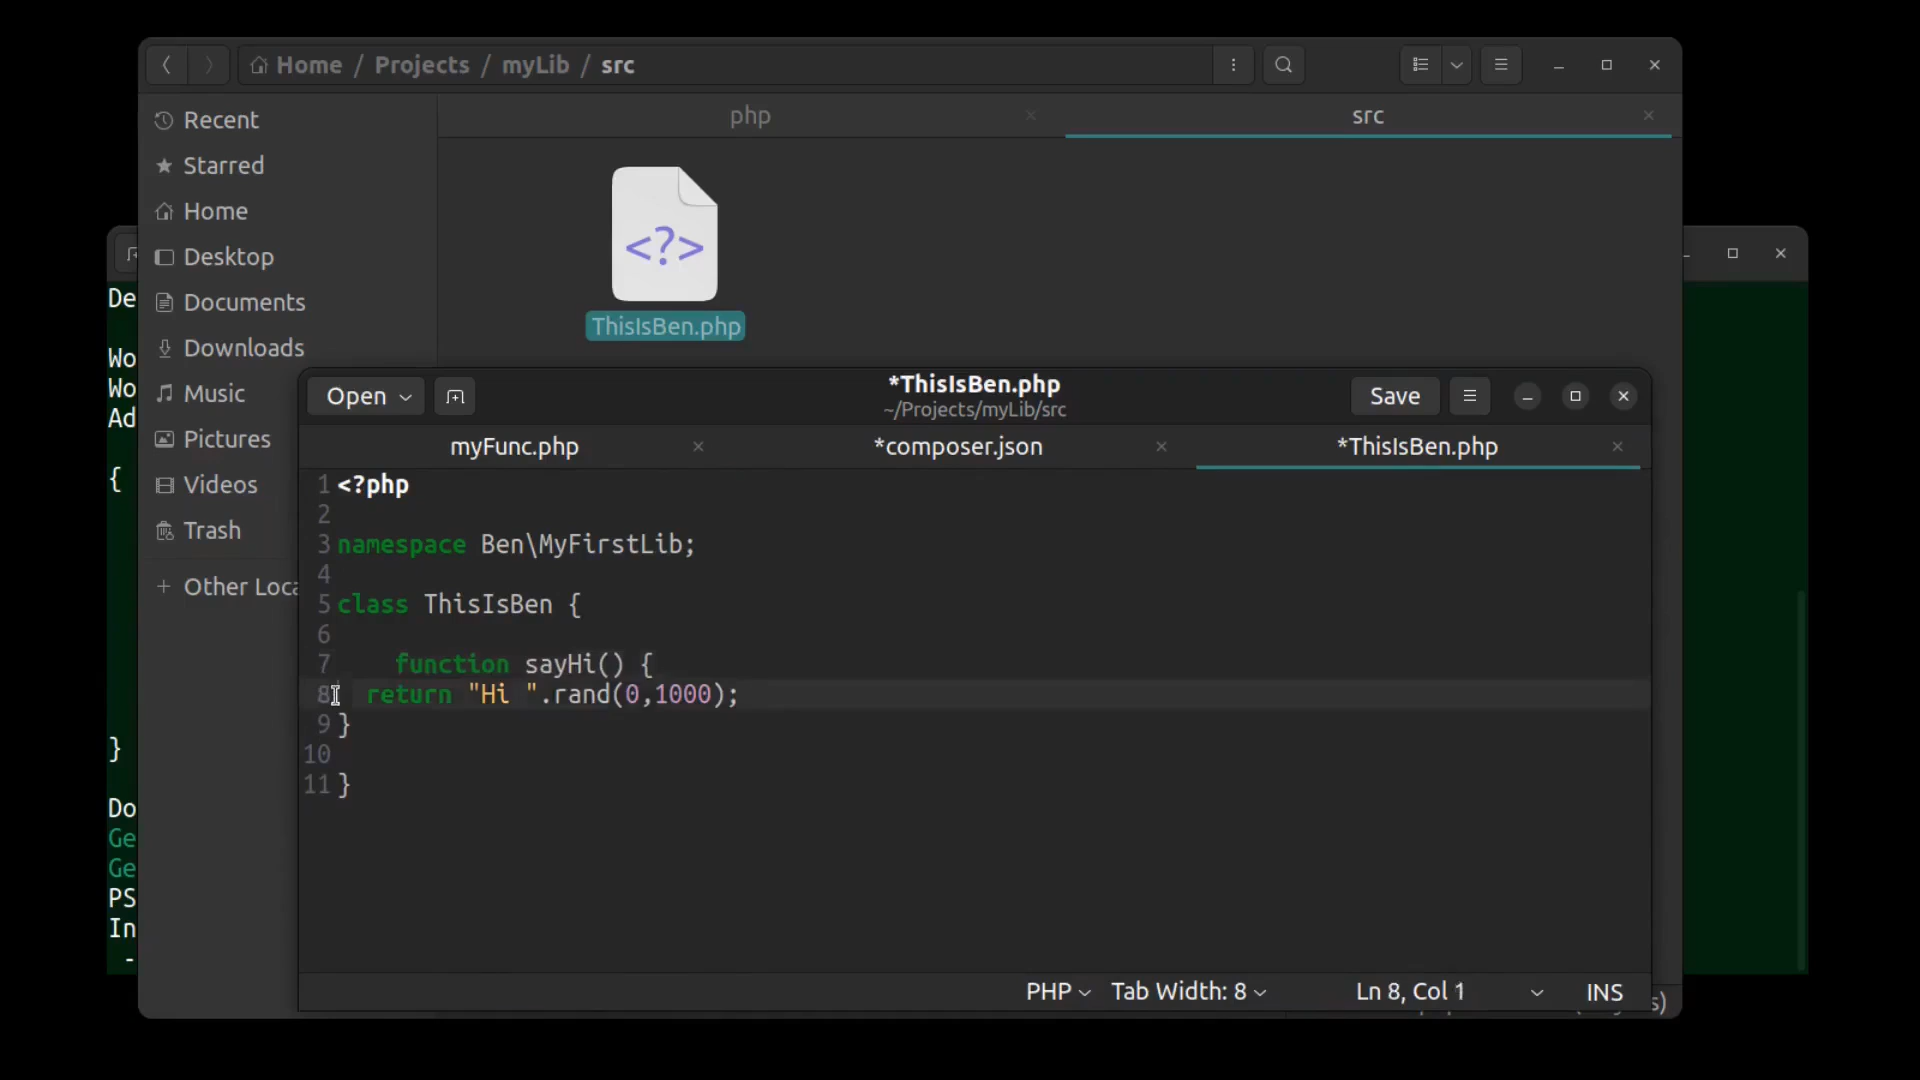 Home / Projects / myLib / src
php
src
Recent
Starred
Home
Desktop
Documents
Downloads
Music
Pictures
Videos
Trash
+ Other Loca
<?>
ThisIsBen.php
De
Wo
Wo
Ad
{
}
Do
Ge
Ge
PS
In
-
Open
*ThisIsBen.php
~/Projects/myLib/src
Save
myFunc.php
*composer.json
*ThisIsBen.php
1 <?php
2
3 namespace Ben\MyFirstLib;
4
5 class ThisIsBen {
6
7     function sayHi() {
8   return "Hi ".rand(0,1000);
9 }
10
11 }
PHP
Tab Width: 8
Ln 8, Col 1
INS